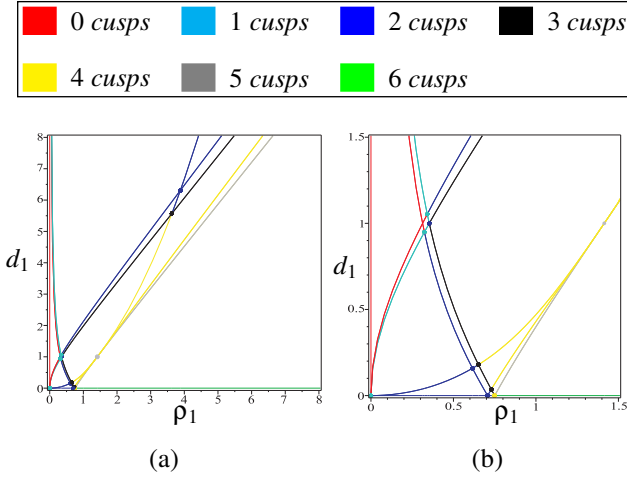 0 cusps 1 cusps 2 cusps 3 cusps
4 cusps 5 cusps 6 cusps
8
7
6
5
d1
4
3
2
1
0
0 1 2 3 4 5 6 7 8
ρ1
(a)
1.5
1
d1
0.5
0
0 0.5 1 1.5
ρ1
(b)